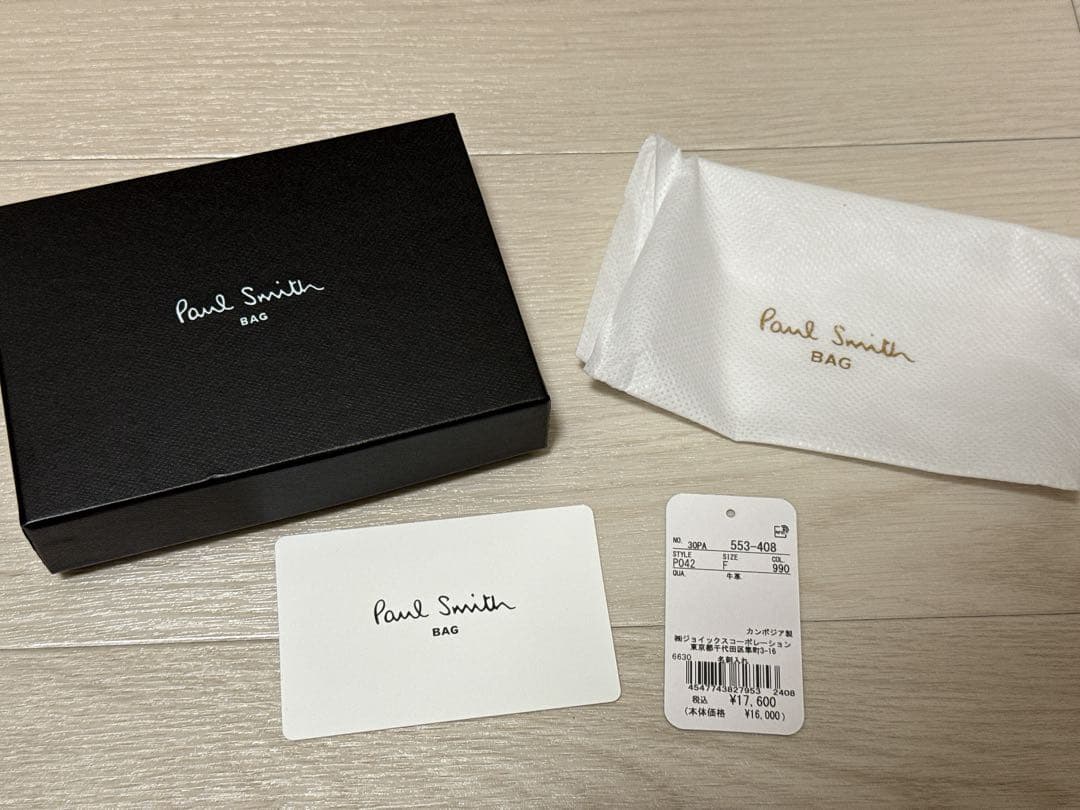 Paul Smith
BAG
Paul Smith
BAG
Paul Smith
BAG
NO. 30PA 553-408
STYLE SIZE COL.
P042 F 990
QUA. 牛革
カンボジア製
㈱ジョイックスコーポレーション
東京都千代田区隼町3-16
6630 名刺入れ
4547743827953 2408
税込 ¥17,600
(本体価格 ¥16,000)